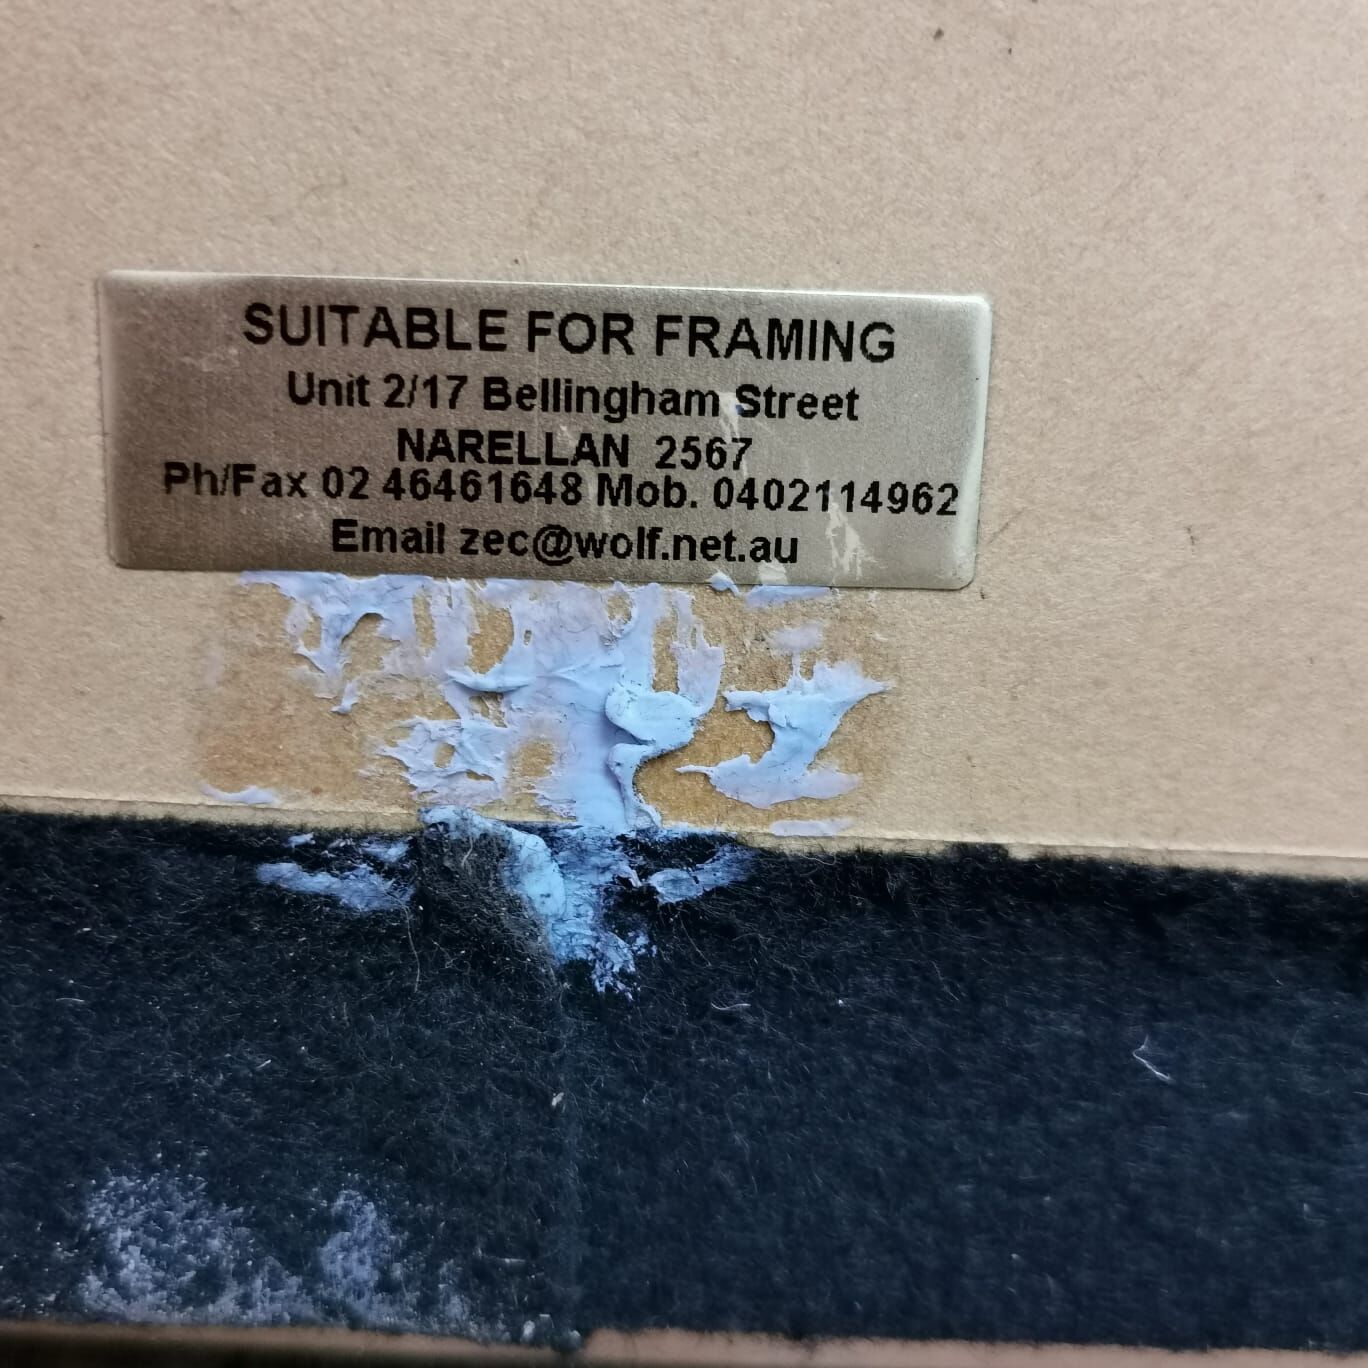 SUITABLE FOR FRAMING
Unit 2/17 Bellingham Street
NARELLAN 2567
Ph/Fax 02 46461648 Mob. 0402114962
Email zec@wolf.net.au